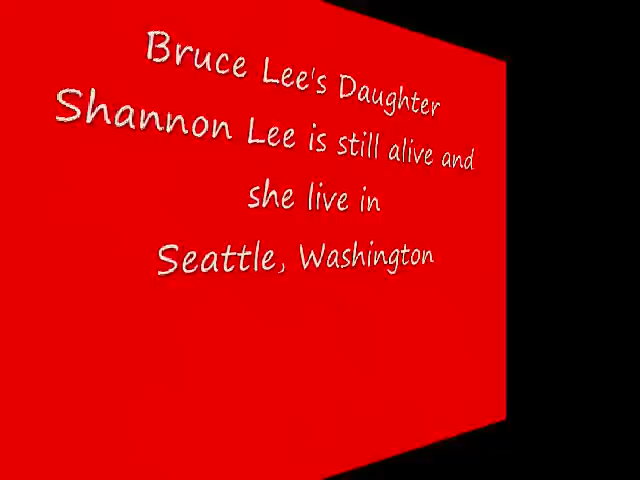 Bruce Lee's Daughter
Shannon Lee is still alive and
she live in
Seattle, Washington